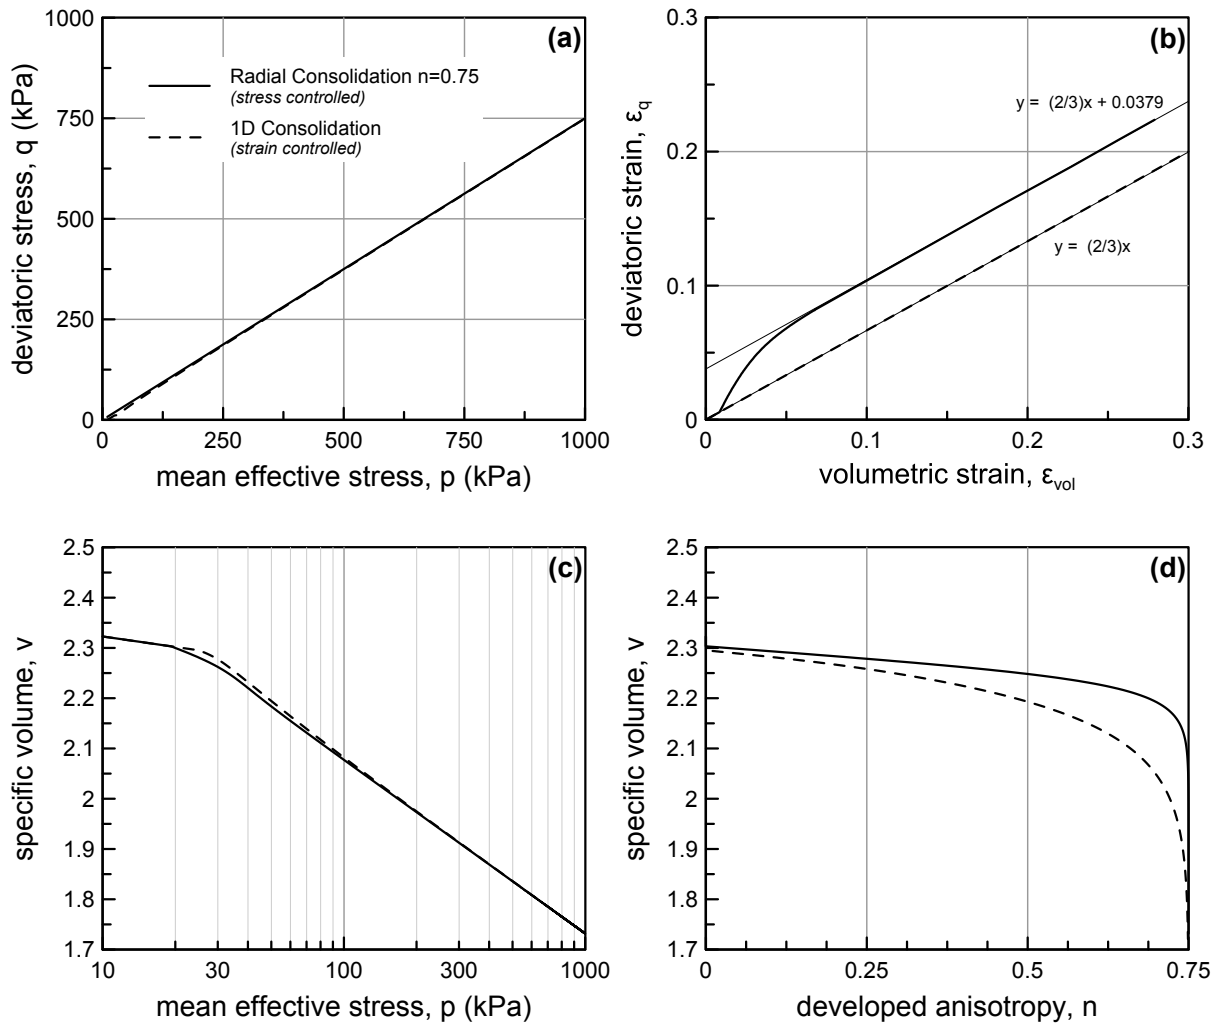 (a)
1000
750
500
250
0
deviatoric stress, q (kPa)
Radial Consolidation n=0.75
(stress controlled)
1D Consolidation
(strain controlled)
0
250
500
750
1000
mean effective stress, p (kPa)
(b)
0.3
0.2
0.1
0
deviatoric strain, εq
y = (2/3)x + 0.0379
y = (2/3)x
0
0.1
0.2
0.3
volumetric strain, εvol
(c)
2.5
2.4
2.3
2.2
2.1
2
1.9
1.8
1.7
specific volume, v
10
30
100
300
1000
mean effective stress, p (kPa)
(d)
2.5
2.4
2.3
2.2
2.1
2
1.9
1.8
1.7
specific volume, v
0
0.25
0.5
0.75
developed anisotropy, n